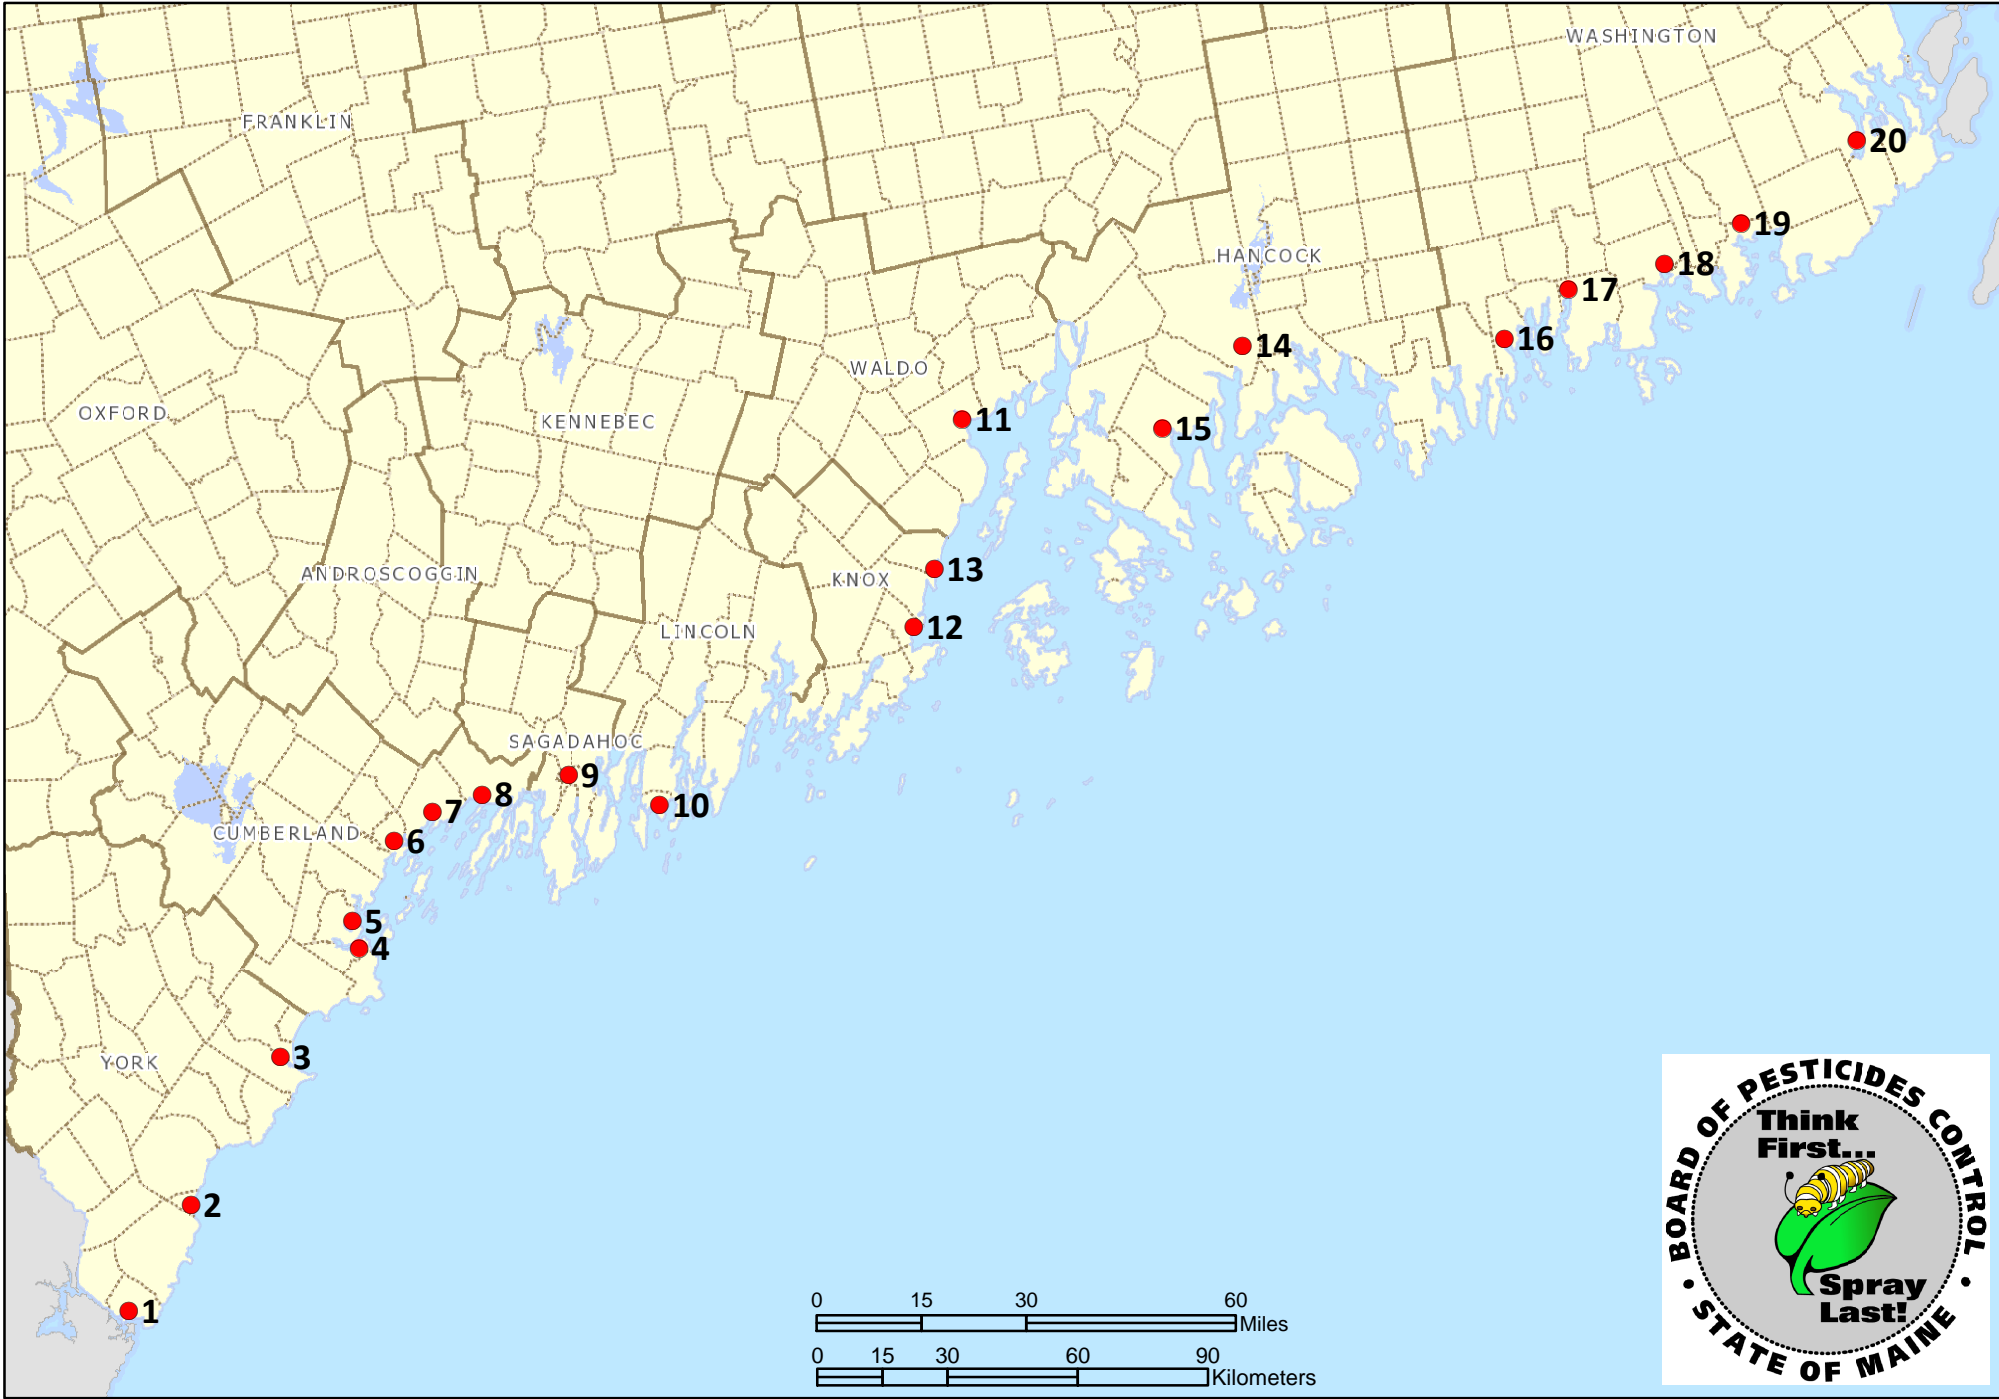 WASHINGTON
FRANKLIN
20
19
HANCOCK
18
17
16
14
WALDO
OXFORD
KENNEBEC
11
15
13
ANDROSCOGGIN
KNOX
12
LINCOLN
SAGADAHOC
9
8
10
7
CUMBERLAND
6
5
4
YORK
3
2
1
0 15 30 60
Miles
0 15 30 60 90
Kilometers
BOARD OF PESTICIDES CONTROL
Think
First...
Spray
Last!
• STATE OF MAINE •